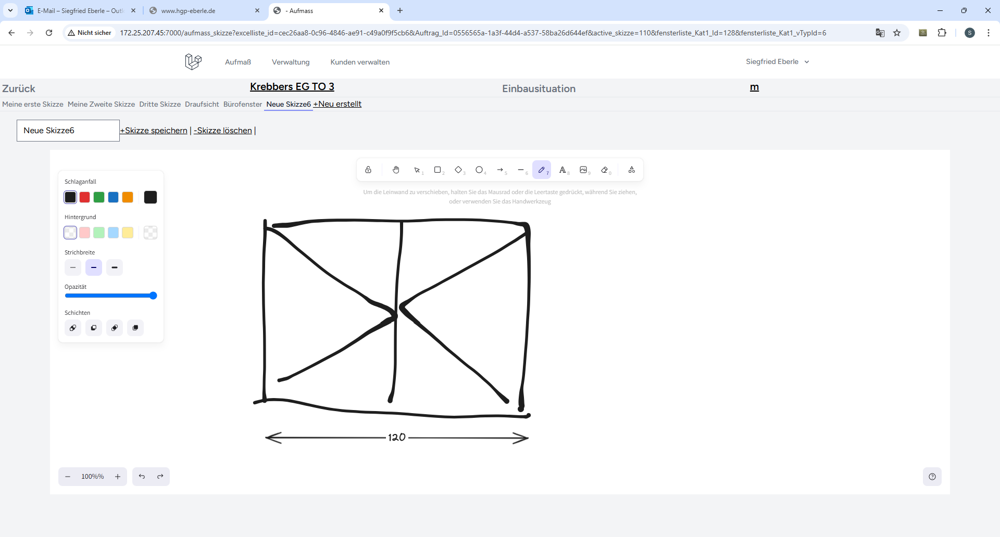 E-Mail – Siegfried Eberle – Outl
www.hgp-eberle.de
- Aufmass
Nicht sicher
172.25.207.45:7000/aufmass_skizze?excelliste_id=cec26aa8-0c96-4846-ae91-c49a0f9f5cb6&Auftrag_Id=0556565a-1a3f-44d4-a537-58ba26d644ef&active_skizze=110&fensterliste_Kat1_Id=128&fensterliste_Kat1_vTypId=6
S
Aufmaß Verwaltung Kunden verwalten
Siegfried Eberle
Zurück Krebbers EG TO 3 Einbausituation m
Meine erste Skizze Meine Zweite Skizze Dritte Skizze Draufsicht Bürofenster Neue Skizze6 +Neu erstellt
Neue Skizze6 +Skizze speichern | -Skizze löschen |
1 2 3 4 5 6 7 8 9 0
Um die Leinwand zu verschieben, halten Sie das Mausrad oder die Leertaste gedrückt, während Sie ziehen,
oder verwenden Sie das Handwerkzeug
Schlaganfall
Hintergrund
Strichbreite
Opazität
Schichten
120
100%%